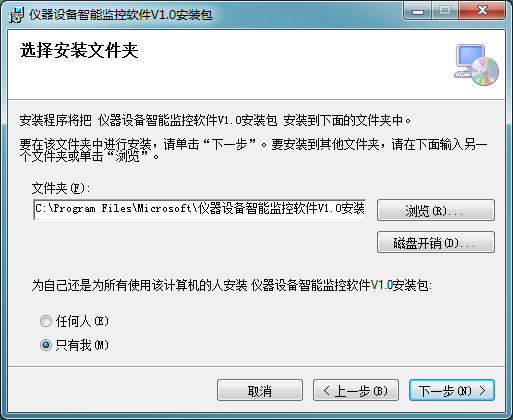 仪器设备智能监控软件V1.0安装包
选择安装文件夹
安装程序将把 仪器设备智能监控软件V1.0安装包 安装到下面的文件夹中。
要在该文件夹中进行安装，请单击“下一步”。要安装到其他文件夹，请在下面输入另一
个文件夹或单击“浏览”。
文件夹(F):
C:\Program Files\Microsoft\仪器设备智能监控软件V1.0安装
浏览(R)...
磁盘开销(D)...
为自己还是为所有使用该计算机的人安装 仪器设备智能监控软件V1.0安装包:
任何人(E)
只有我(M)
取消
< 上一步(B)
下一步(N) >